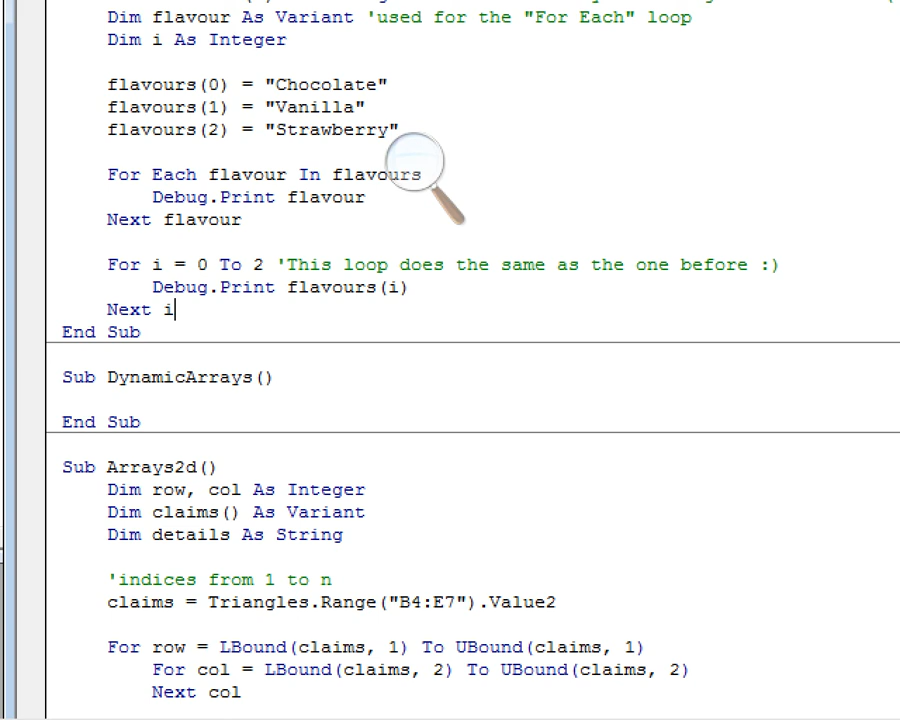 Dim flavour As Variant 'used for the "For Each" loop
Dim i As Integer
flavours(0) = "Chocolate"
flavours(1) = "Vanilla"
flavours(2) = "Strawberry"
For Each flavour In flavours
Debug.Print flavour
Next flavour
For i = 0 To 2 'This loop does the same as the one before :)
Debug.Print flavours(i)
Next i
End Sub
Sub DynamicArrays()
End Sub
Sub Arrays2d()
Dim row, col As Integer
Dim claims() As Variant
Dim details As String
'indices from 1 to n
claims = Triangles.Range("B4:E7").Value2
For row = LBound(claims, 1) To UBound(claims, 1)
For col = LBound(claims, 2) To UBound(claims, 2)
Next col